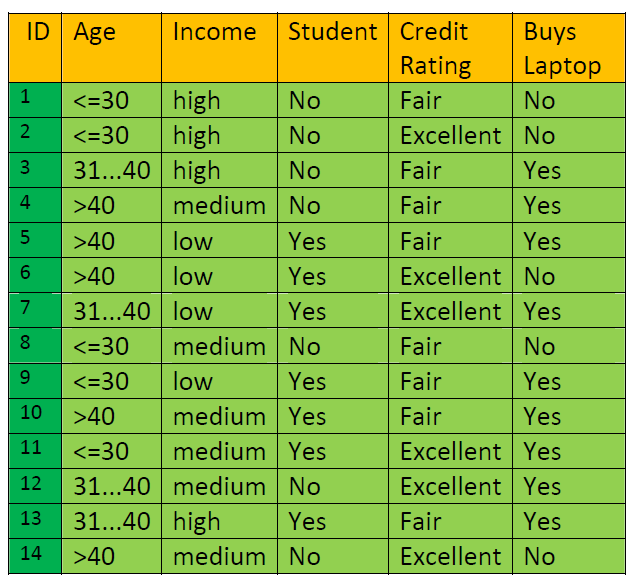 ID Age Income Student Credit Rating Buys Laptop
1 <=30 high No Fair No
2 <=30 high No Excellent No
3 31...40 high No Fair Yes
4 >40 medium No Fair Yes
5 >40 low Yes Fair Yes
6 >40 low Yes Excellent No
7 31...40 low Yes Excellent Yes
8 <=30 medium No Fair No
9 <=30 low Yes Fair Yes
10 >40 medium Yes Fair Yes
11 <=30 medium Yes Excellent Yes
12 31...40 medium No Excellent Yes
13 31...40 high Yes Fair Yes
14 >40 medium No Excellent No